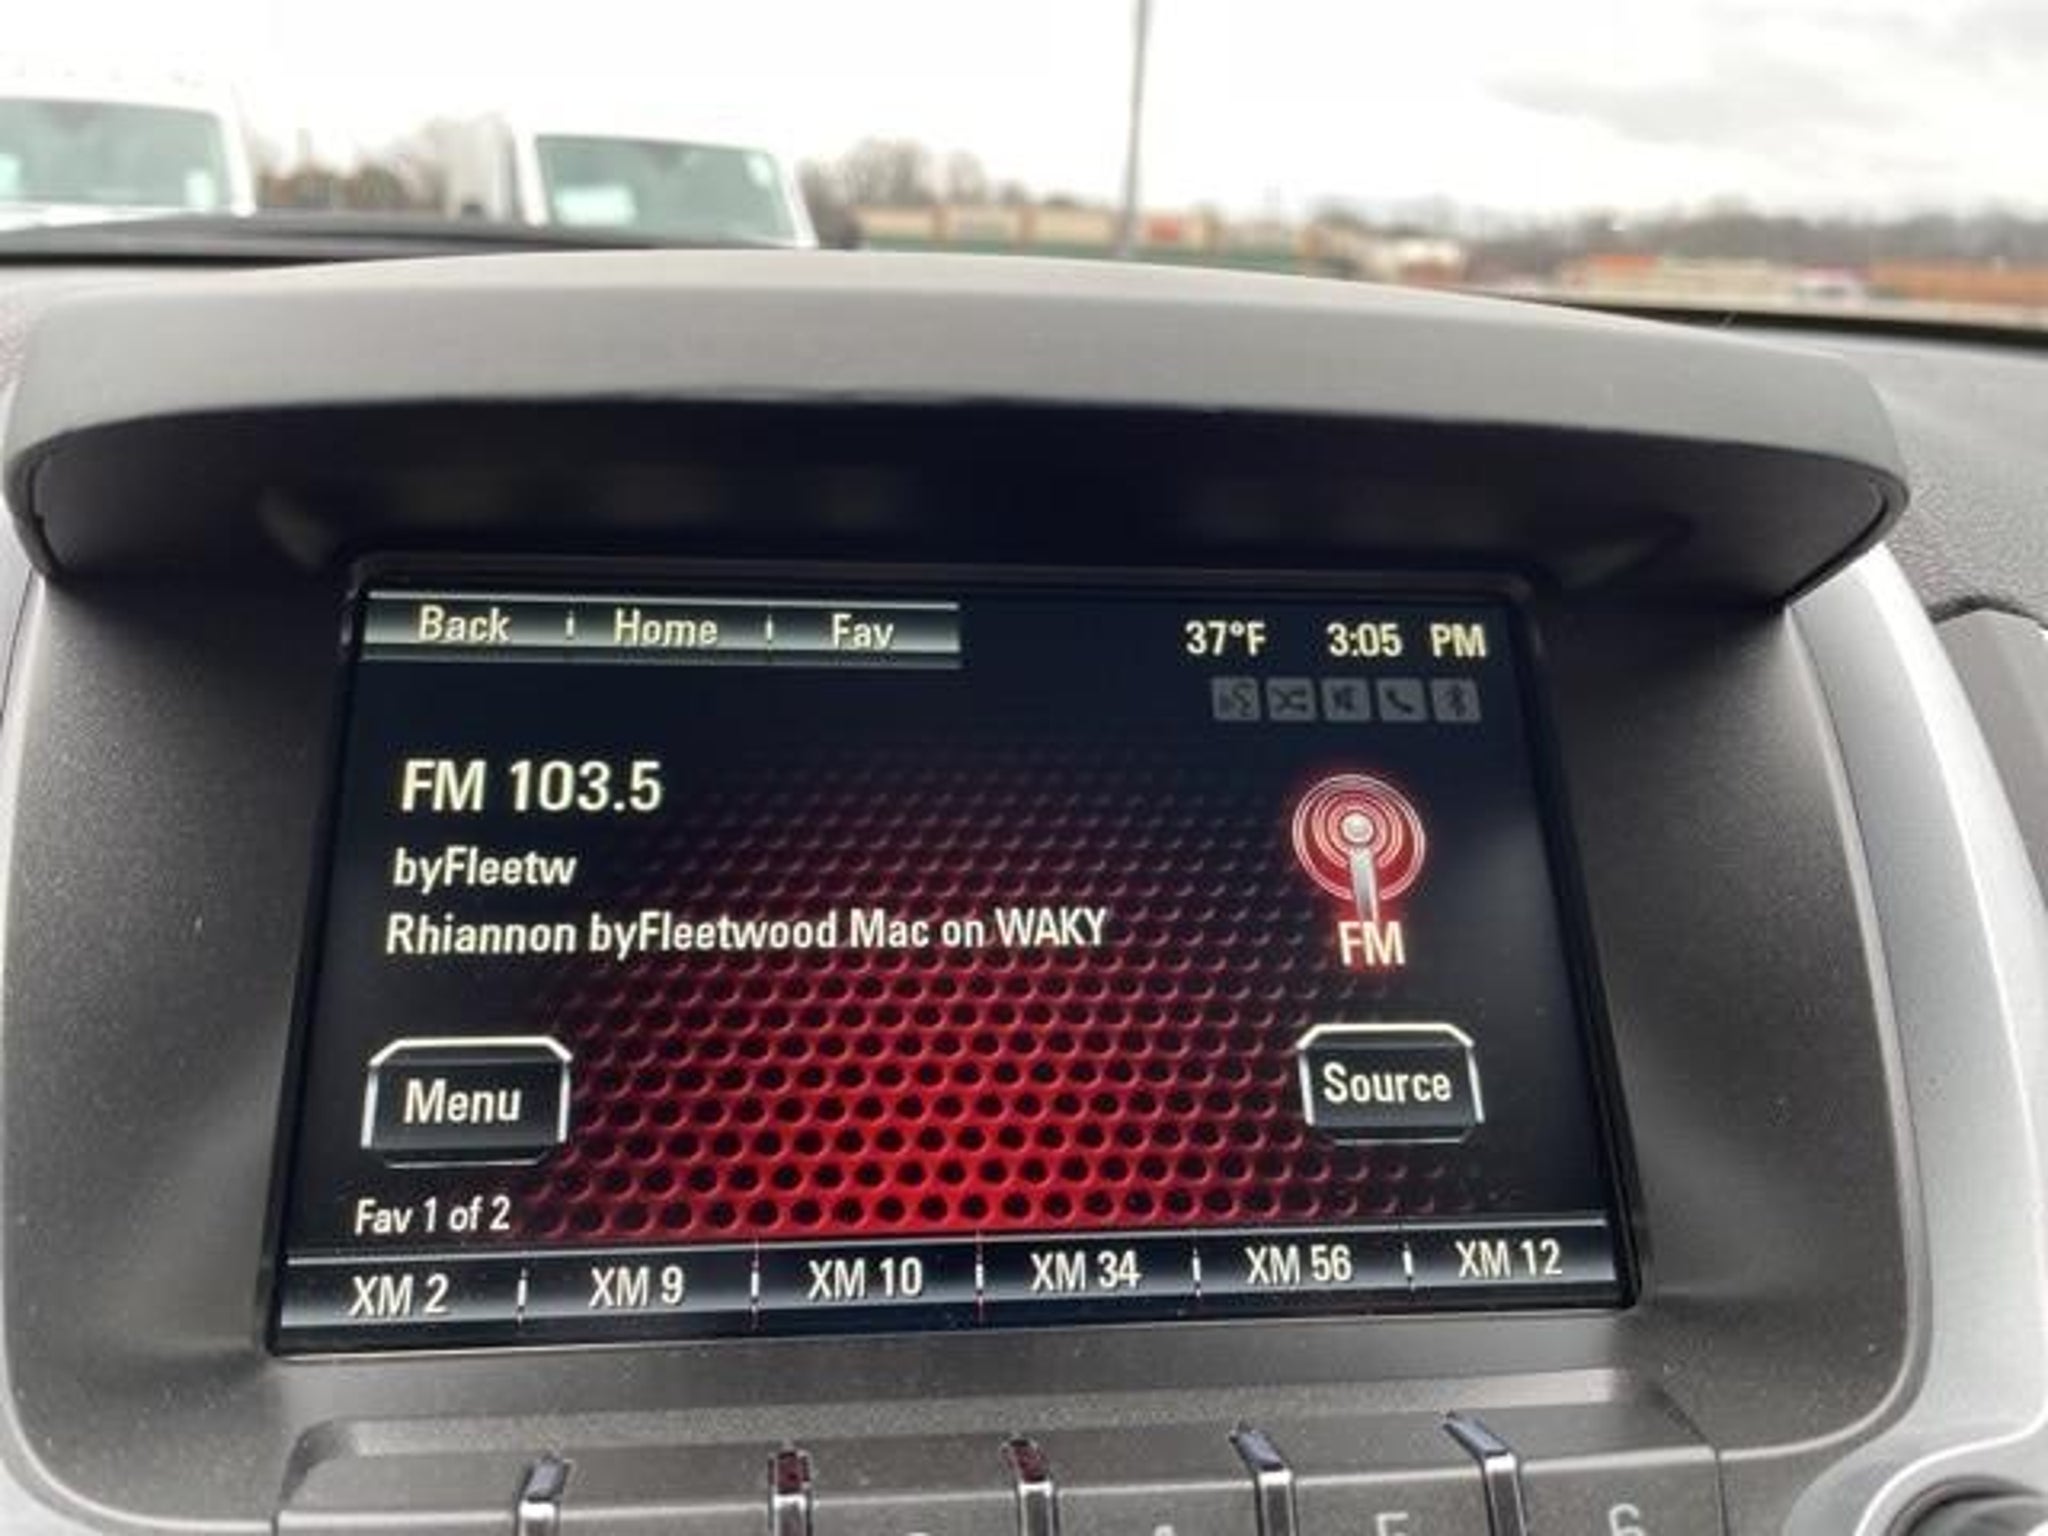 Back Home Fav 37°F 3:05 PM
FM 103.5
byFleetw
Rhiannon byFleetwood Mac on WAKY
FM
Menu Source
Fav 1 of 2
XM 2 XM 9 XM 10 XM 34 XM 56 XM 12
6